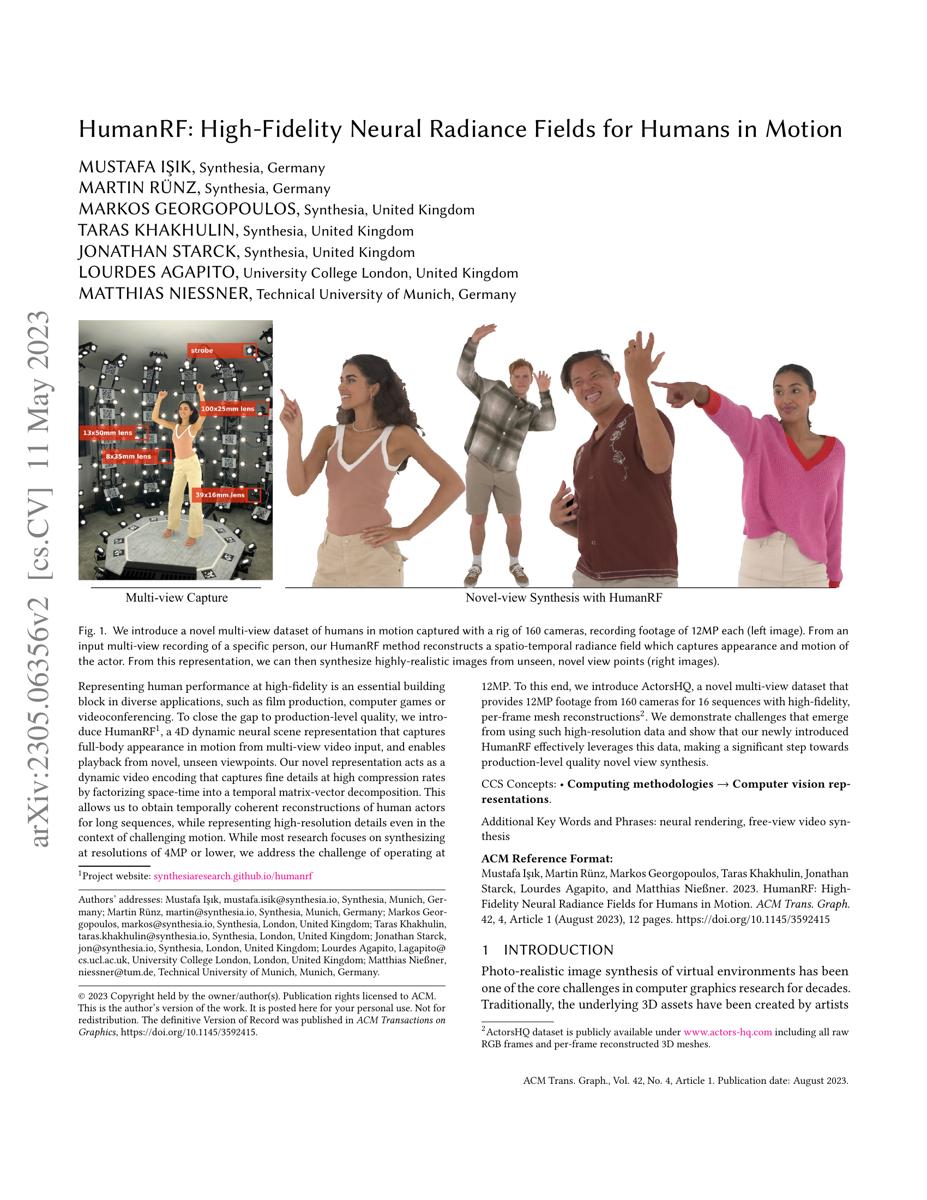 HumanRF: High-Fidelity Neural Radiance Fields for Humans in Motion
MUSTAFA IŞIK, Synthesia, Germany
MARTIN RÜNZ, Synthesia, Germany
MARKOS GEORGOPOULOS, Synthesia, United Kingdom
TARAS KHAKHULIN, Synthesia, United Kingdom
JONATHAN STARCK, Synthesia, United Kingdom
LOURDES AGAPITO, University College London, United Kingdom
MATTHIAS NIESSNER, Technical University of Munich, Germany
arXiv:2305.06356v2 [cs.CV] 11 May 2023
strobe
100x25mm lens
13x50mm lens
8x35mm lens
39x16mm lens
Multi-view Capture
Novel-view Synthesis with HumanRF
Fig. 1. We introduce a novel multi-view dataset of humans in motion captured with a rig of 160 cameras, recording footage of 12MP each (left image). From an
input multi-view recording of a specific person, our HumanRF method reconstructs a spatio-temporal radiance field which captures appearance and motion of
the actor. From this representation, we can then synthesize highly-realistic images from unseen, novel view points (right images).
Representing human performance at high-fidelity is an essential building
block in diverse applications, such as film production, computer games or
videoconferencing. To close the gap to production-level quality, we intro-
duce HumanRF¹, a 4D dynamic neural scene representation that captures
full-body appearance in motion from multi-view video input, and enables
playback from novel, unseen viewpoints. Our novel representation acts as a
dynamic video encoding that captures fine details at high compression rates
by factorizing space-time into a temporal matrix-vector decomposition. This
allows us to obtain temporally coherent reconstructions of human actors
for long sequences, while representing high-resolution details even in the
context of challenging motion. While most research focuses on synthesizing
at resolutions of 4MP or lower, we address the challenge of operating at
¹Project website: synthesiaresearch.github.io/humanrf
Authors' addresses: Mustafa Işık, mustafa.isik@synthesia.io, Synthesia, Munich, Ger-
many; Martin Rünz, martin@synthesia.io, Synthesia, Munich, Germany; Markos Geor-
gopoulos, markos@synthesia.io, Synthesia, London, United Kingdom; Taras Khakhulin,
taras.khakhulin@synthesia.io, Synthesia, London, United Kingdom; Jonathan Starck,
jon@synthesia.io, Synthesia, London, United Kingdom; Lourdes Agapito, l.agapito@
cs.ucl.ac.uk, University College London, London, United Kingdom; Matthias Nießner,
niessner@tum.de, Technical University of Munich, Munich, Germany.
© 2023 Copyright held by the owner/author(s). Publication rights licensed to ACM.
This is the author's version of the work. It is posted here for your personal use. Not for
redistribution. The definitive Version of Record was published in ACM Transactions on
Graphics, https://doi.org/10.1145/3592415.
12MP. To this end, we introduce ActorsHQ, a novel multi-view dataset that
provides 12MP footage from 160 cameras for 16 sequences with high-fidelity,
per-frame mesh reconstructions². We demonstrate challenges that emerge
from using such high-resolution data and show that our newly introduced
HumanRF effectively leverages this data, making a significant step towards
production-level quality novel view synthesis.
CCS Concepts: • Computing methodologies → Computer vision rep-
resentations.
Additional Key Words and Phrases: neural rendering, free-view video syn-
thesis
ACM Reference Format:
Mustafa Işık, Martin Rünz, Markos Georgopoulos, Taras Khakhulin, Jonathan
Starck, Lourdes Agapito, and Matthias Nießner. 2023. HumanRF: High-
Fidelity Neural Radiance Fields for Humans in Motion. ACM Trans. Graph.
42, 4, Article 1 (August 2023), 12 pages. https://doi.org/10.1145/3592415
1 INTRODUCTION
Photo-realistic image synthesis of virtual environments has been
one of the core challenges in computer graphics research for decades.
Traditionally, the underlying 3D assets have been created by artists
²ActorsHQ dataset is publicly available under www.actors-hq.com including all raw
RGB frames and per-frame reconstructed 3D meshes.
ACM Trans. Graph., Vol. 42, No. 4, Article 1. Publication date: August 2023.